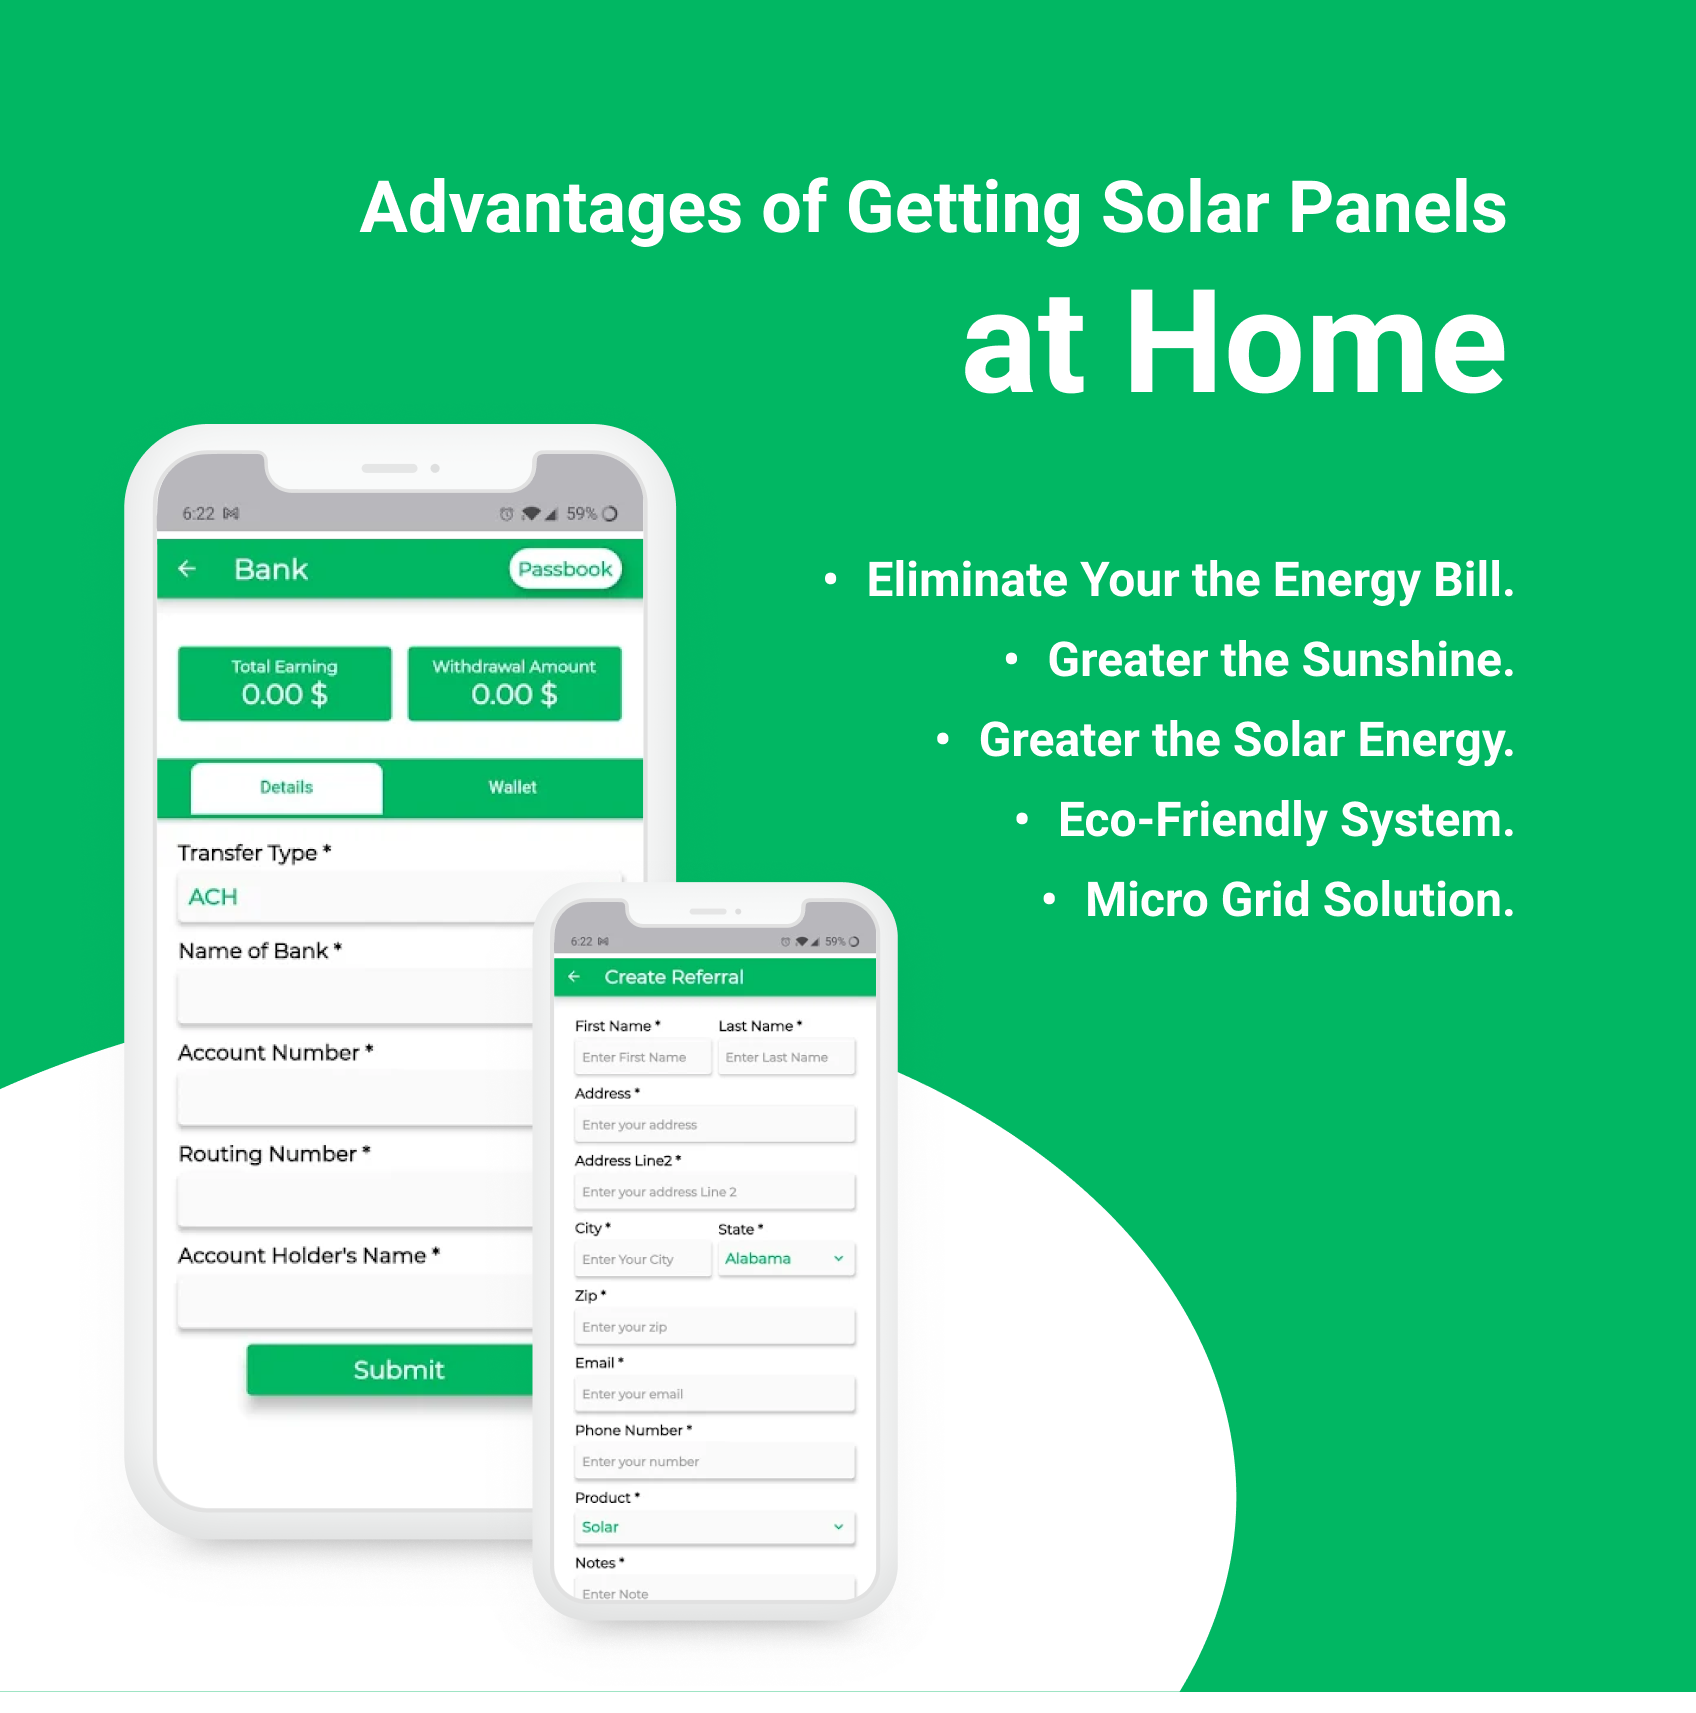 Advantages of Getting Solar Panels
at Home
• Eliminate Your the Energy Bill.
• Greater the Sunshine.
• Greater the Solar Energy.
• Eco-Friendly System.
• Micro Grid Solution.
6:22 59%
Bank Passbook
Total Earning Withdrawal Amount
0.00 $ 0.00 $
Details Wallet
Transfer Type *
ACH
Name of Bank *
Account Number *
Routing Number *
Account Holder's Name *
Submit
6:22 59%
Create Referral
First Name * Last Name *
Enter First Name Enter Last Name
Address *
Enter your address
Address Line2 *
Enter your address Line 2
City * State *
Enter Your City Alabama
Zip *
Enter your zip
Email *
Enter your email
Phone Number *
Enter your number
Product *
Solar
Notes *
Enter Note